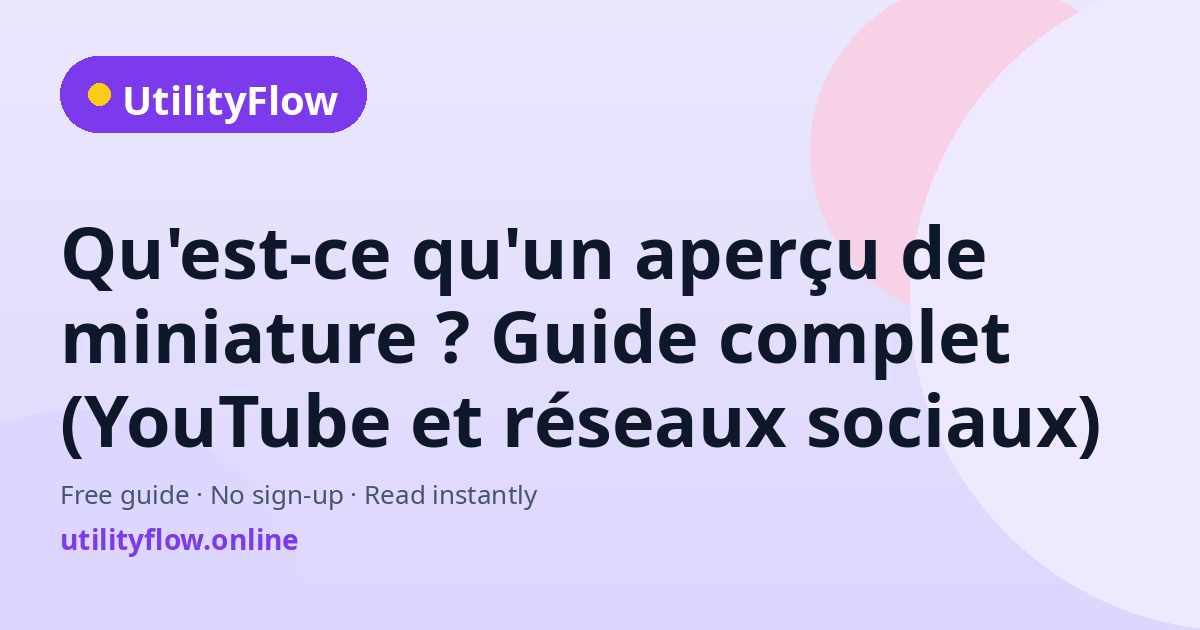 UtilityFlow
Qu'est-ce qu'un aperçu de
miniature ? Guide complet
(YouTube et réseaux sociaux)
Free guide · No sign-up · Read instantly
utilityflow.online